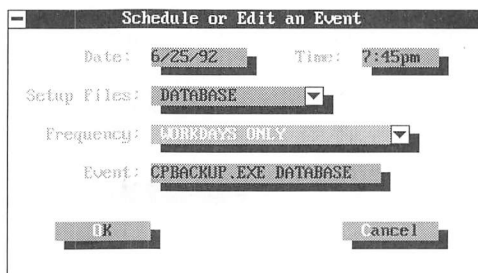 Schedule or Edit an Event
Date: 6/25/92 Time: 7:45pm
Setup Files: DATABASE
Frequency: WORKDAYS ONLY
Event: CPBACKUP.EXE DATABASE
OK Cancel